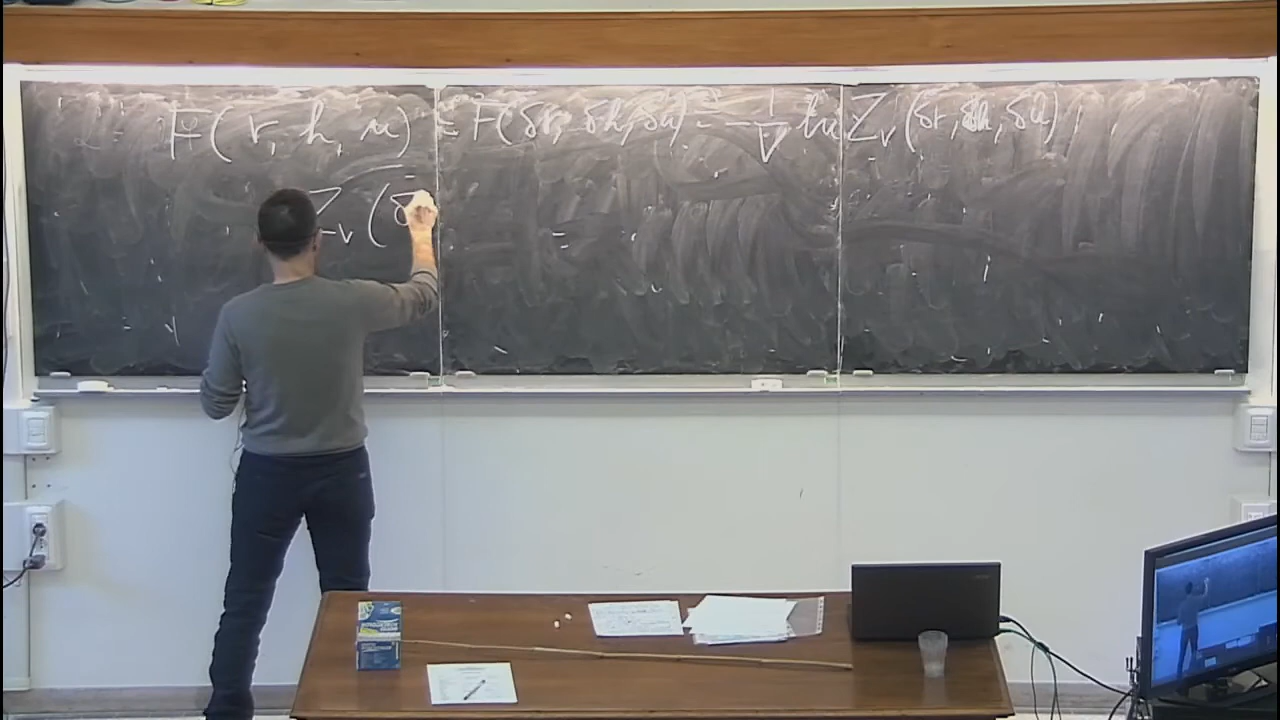 F(r, h, u) = F(δr, δh, δu) = -1/V ln Z_V (δr, δh, δu)
Z_V (δ